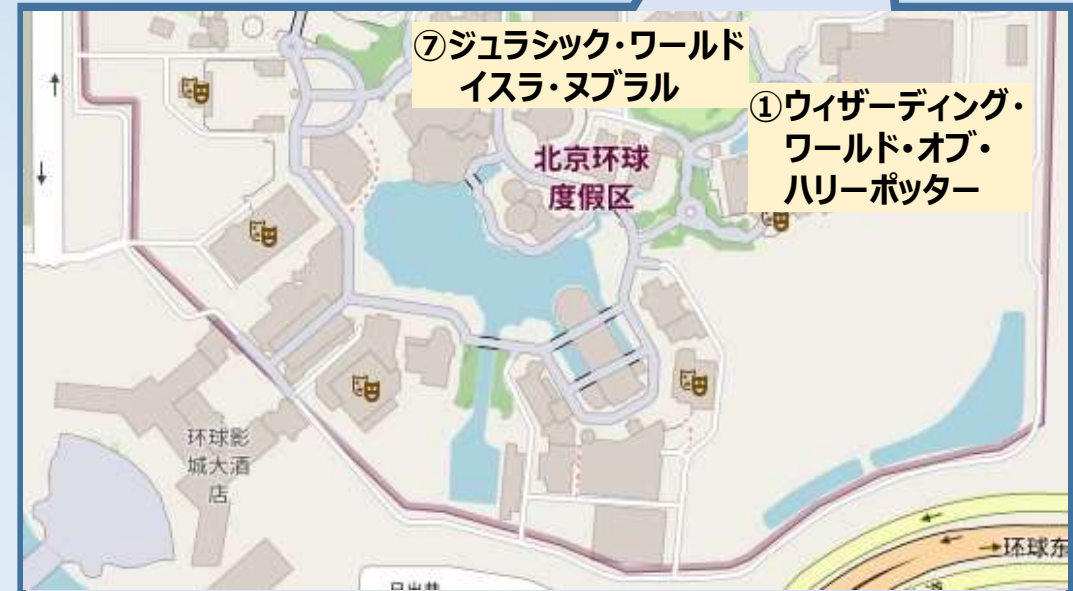 ⑦ジュラシック・ワールド
イスラ・ヌブラル
①ウィザーディング・
ワールド・オブ・
ハリーポッター
北京环球
度假区
环球影
城大酒
店
环球东